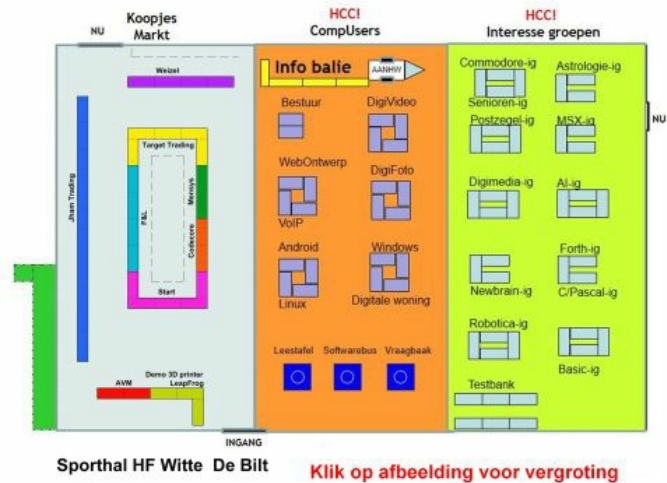 Koopjes
Markt
NU
HCC!
CompUsers
HCC!
Interesse groepen
Weizel
Jham Trading
Target Trading
F&L
Mensys
Codecore
Start
AVM
Demo 3D printer
LeapFrog
INGANG
Info balie
AANHW
Bestuur
DigiVideo
WebOntwerp
DigiFoto
VoIP
Android
Windows
Linux
Digitale woning
Leestafel
Softwarebus
Vraagbaak
Commodore-ig
Astrologie-ig
Senioren-ig
Postzegel-ig
MSX-ig
NU
Digimedia-ig
AI-ig
Forth-ig
Newbrain-ig
C/Pascal-ig
Robotica-ig
Basic-ig
Testbank
Sporthal HF Witte De Bilt
Klik op afbeelding voor vergroting